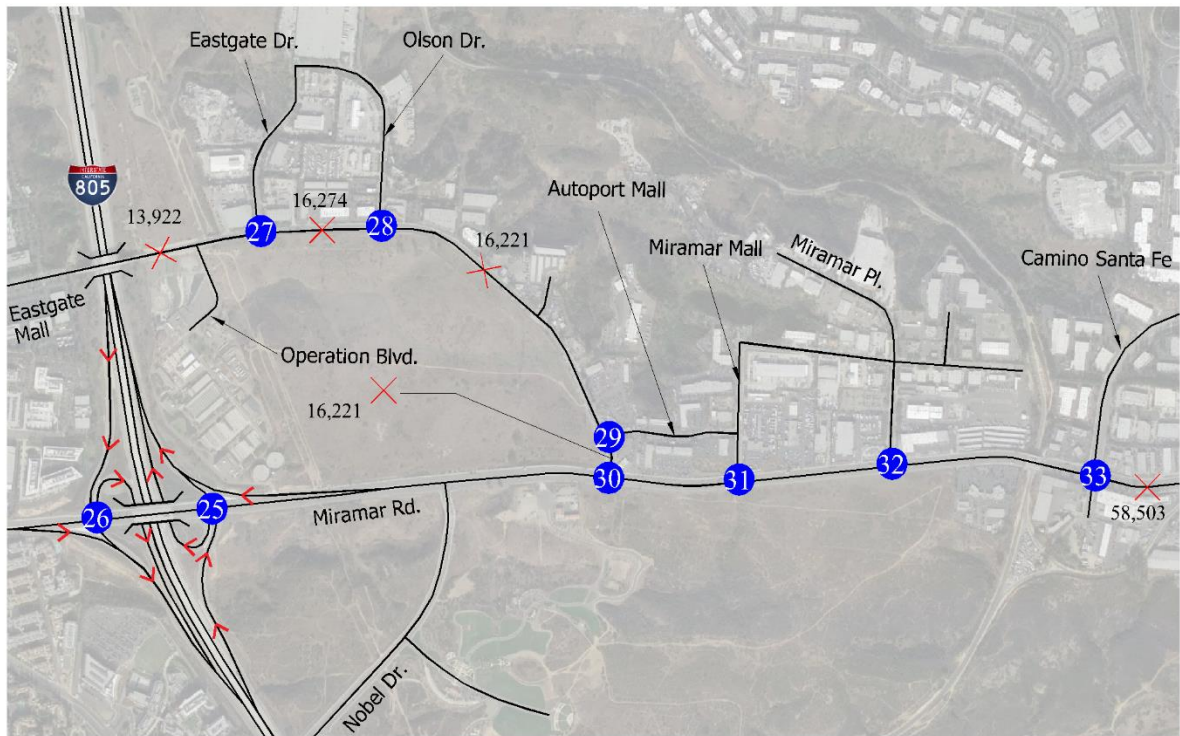 Eastgate Dr.
Olson Dr.
INTERSTATE
CALIFORNIA
805
13,922
16,274
27
28
16,221
Autoport Mall
Miramar Mall
Miramar Pl.
Camino Santa Fe
Eastgate
Mall
Operation Blvd.
16,221
29
30
31
32
33
58,503
26
25
Miramar Rd.
Nobel Dr.